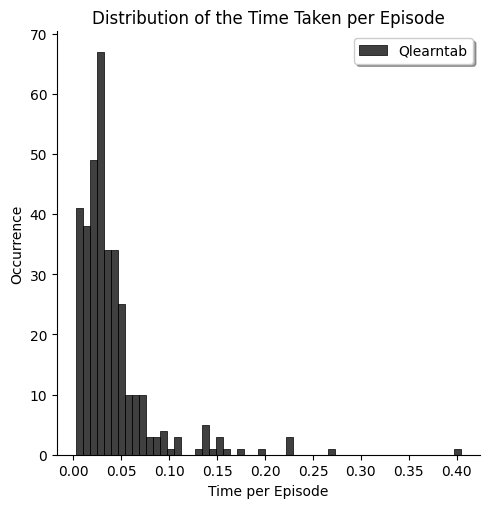 Distribution of the Time Taken per Episode
Qlearntab
70
60
50
40
30
20
10
0
Occurrence
0.00 0.05 0.10 0.15 0.20 0.25 0.30 0.35 0.40
Time per Episode